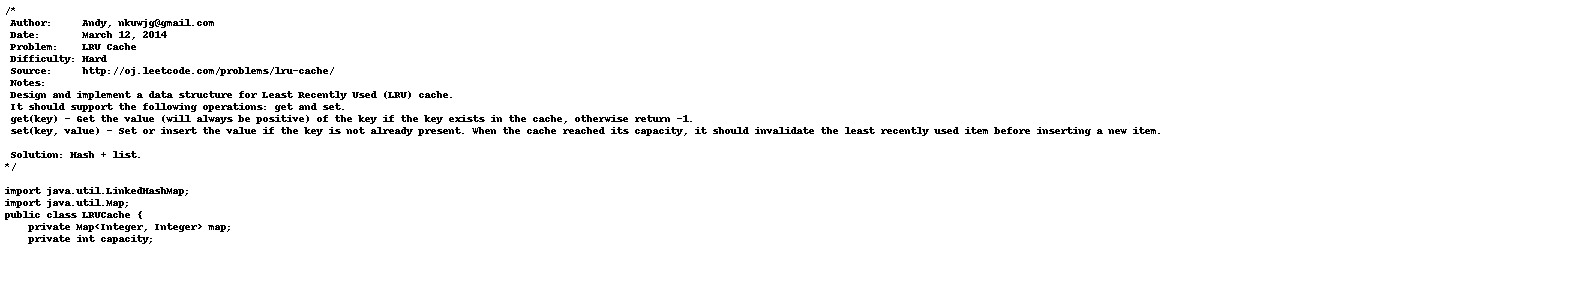 /*
 Author:     Andy, nkuwjg@gmail.com
 Date:       March 12, 2014
 Problem:    LRU Cache
 Difficulty: Hard
 Source:     http://oj.leetcode.com/problems/lru-cache/
 Notes:
 Design and implement a data structure for Least Recently Used (LRU) cache.
 It should support the following operations: get and set.
 get(key) - Get the value (will always be positive) of the key if the key exists in the cache, otherwise return -1.
 set(key, value) - Set or insert the value if the key is not already present. When the cache reached its capacity, it should invalidate the least recently used item before inserting a new item.

 Solution: Hash + list.
*/

import java.util.LinkedHashMap;
import java.util.Map;
public class LRUCache {
    private Map<Integer, Integer> map;
    private int capacity;